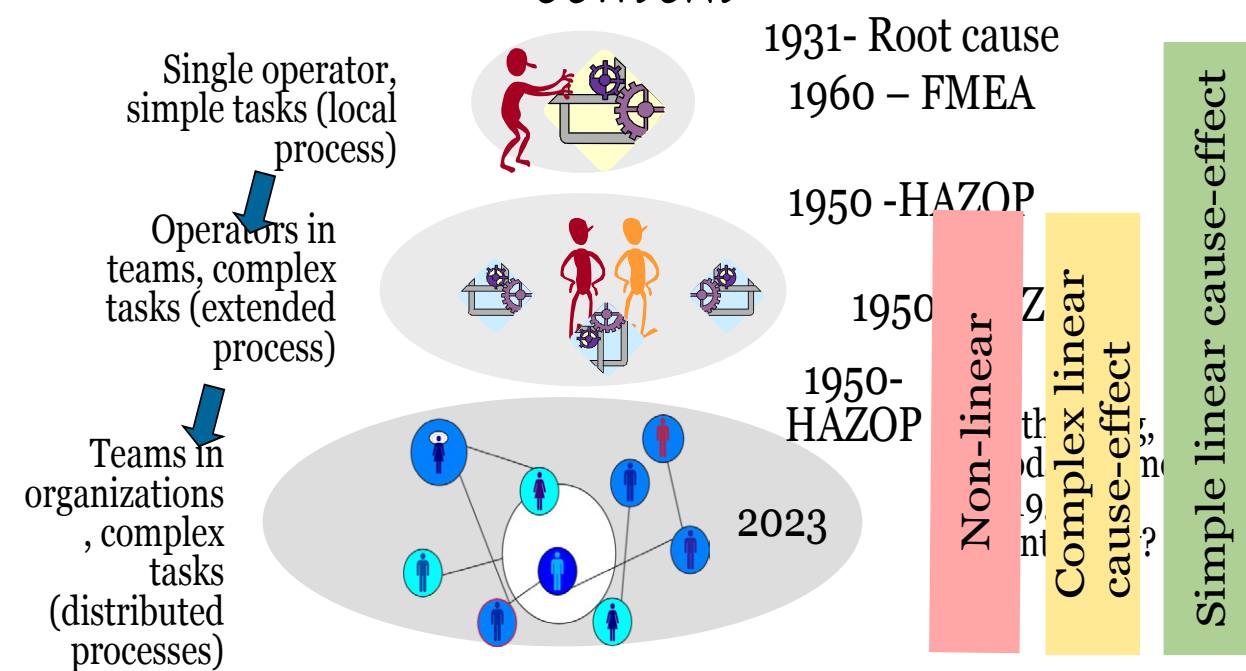 1931- Root cause
Single operator,
simple tasks (local
process)
1960 – FMEA
1950 -HAZOP
Operators in
teams, complex
tasks (extended
process)
1950
1950-
HAZOP
Teams in
organizations
, complex
tasks
(distributed
processes)
2023
Non-linear
Complex linear
cause-effect
Simple linear cause-effect